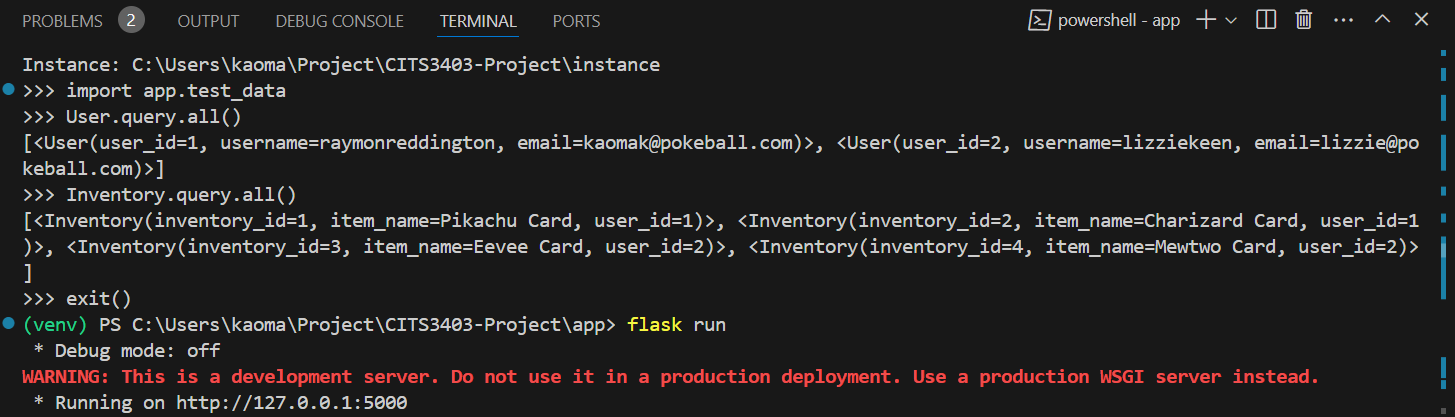 PROBLEMS 2 OUTPUT DEBUG CONSOLE TERMINAL PORTS powershell - app
Instance: C:\Users\kaoma\Project\CITS3403-Project\instance
>>> import app.test_data
>>> User.query.all()
[<User(user_id=1, username=raymonreddington, email=kaomak@pokeball.com)>, <User(user_id=2, username=lizziekeen, email=lizzie@po
keball.com)>]
>>> Inventory.query.all()
[<Inventory(inventory_id=1, item_name=Pikachu Card, user_id=1)>, <Inventory(inventory_id=2, item_name=Charizard Card, user_id=1
)>, <Inventory(inventory_id=3, item_name=Eevee Card, user_id=2)>, <Inventory(inventory_id=4, item_name=Mewtwo Card, user_id=2)>
]
>>> exit()
(venv) PS C:\Users\kaoma\Project\CITS3403-Project\app> flask run
 * Debug mode: off
WARNING: This is a development server. Do not use it in a production deployment. Use a production WSGI server instead.
 * Running on http://127.0.0.1:5000